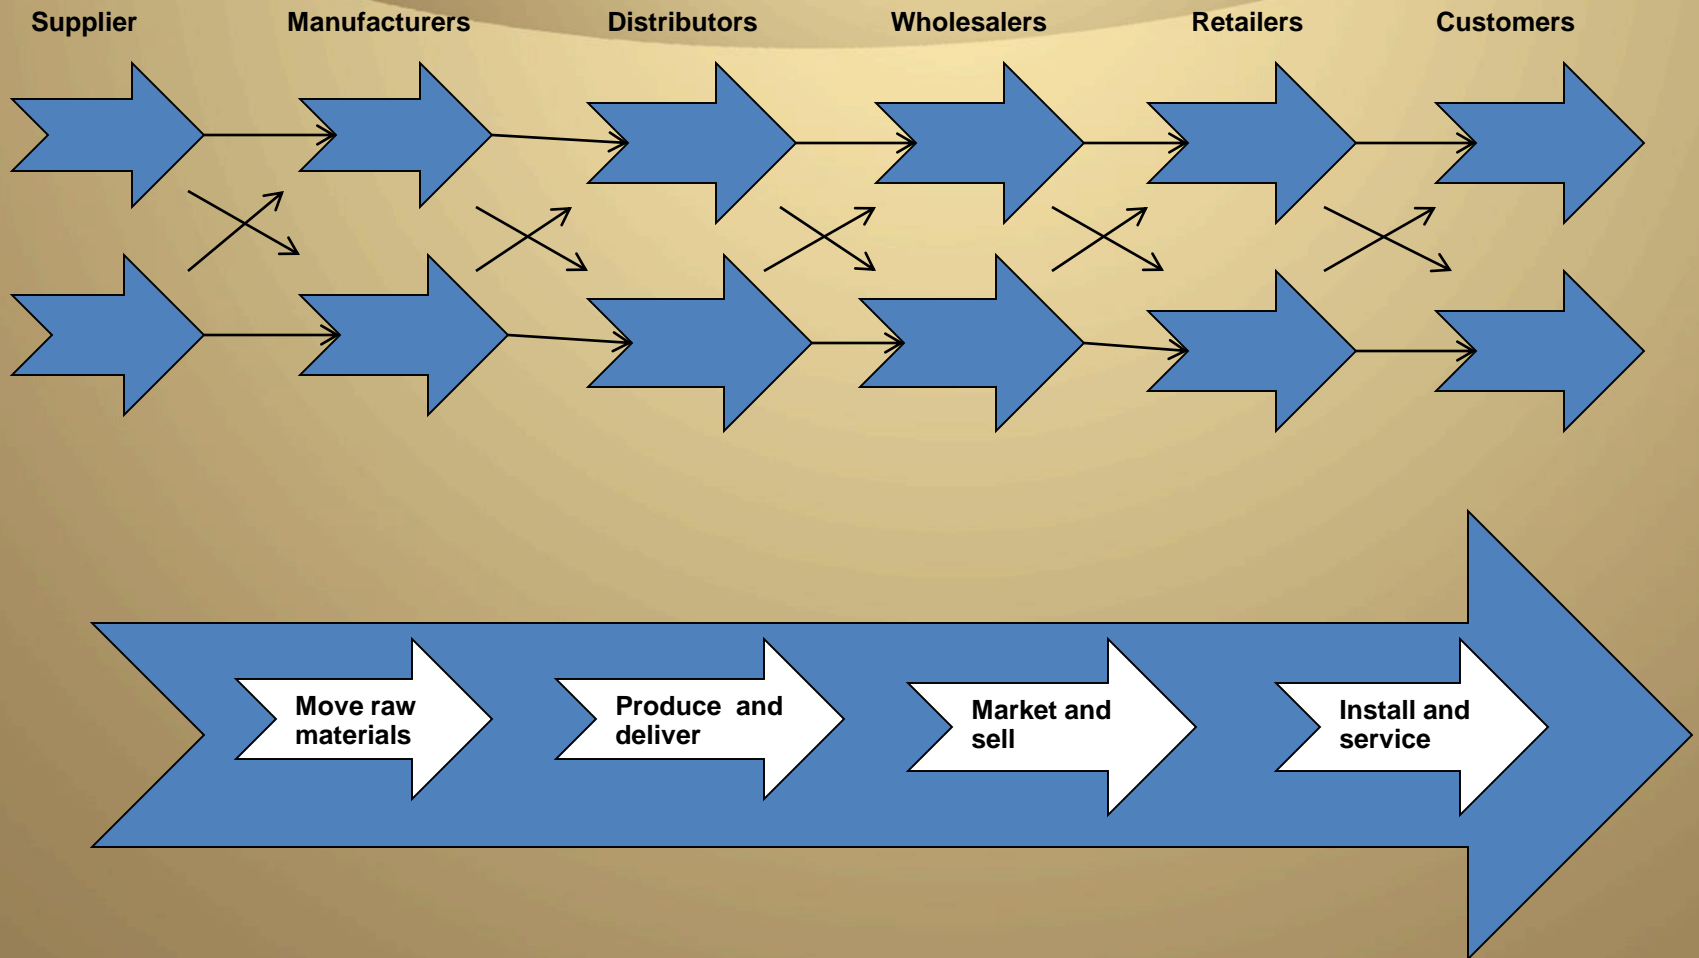 Supplier Manufacturers Distributors Wholesalers Retailers Customers
Move raw
materials
Produce and
deliver
Market and
sell
Install and
service